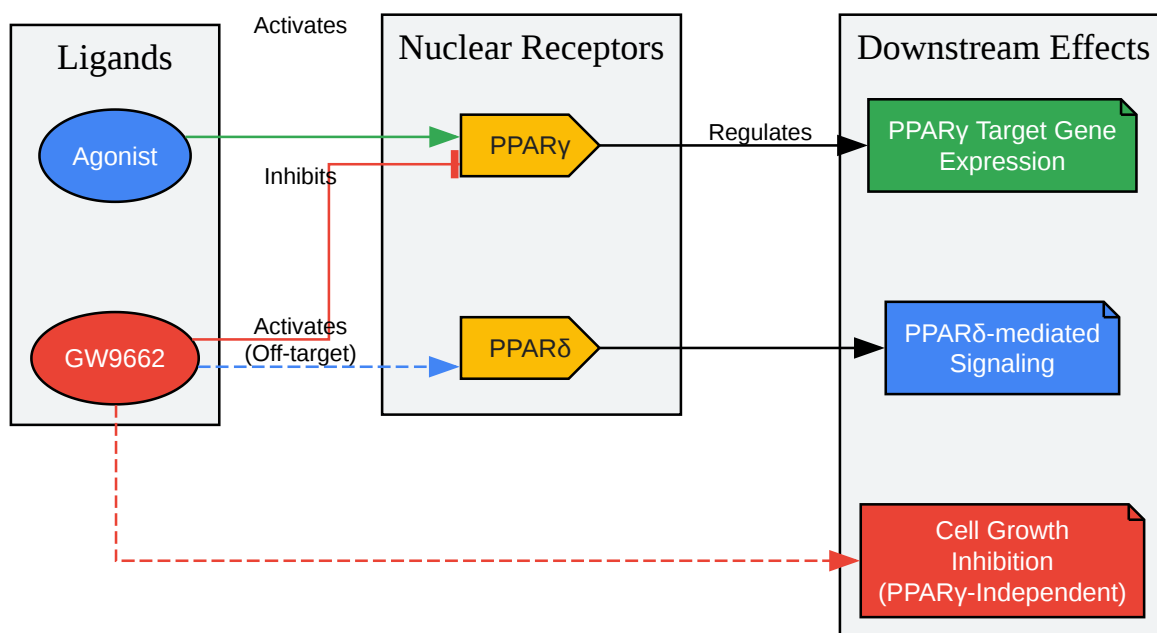 Activates
Ligands
Nuclear Receptors
Downstream Effects
Agonist
PPARγ
Regulates
PPARγ Target Gene
Expression
Inhibits
GW9662
Activates
(Off-target)
PPARδ
PPARδ-mediated
Signaling
Cell Growth
Inhibition
(PPARγ-Independent)